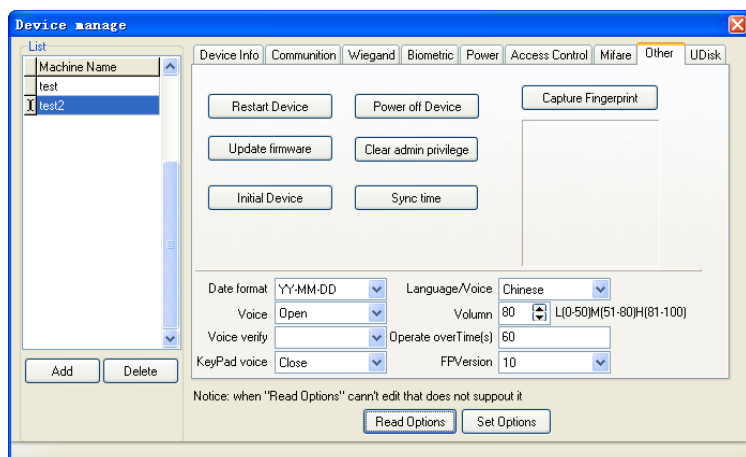 Device manage
List
Machine Name
test
test2
Add Delete
Device Info Communition Wiegand Biometric Power Access Control Mifare Other UDisk
Restart Device Power off Device Capture Fingerprint
Update firmware Clear admin privilege
Initial Device Sync time
Date format YY-MM-DD Language/Voice Chinese
Voice Open Volumn 80 L(0-50)M(51-80)H(81-100)
Voice verify Operate overTime(s) 60
KeyPad voice Close FPVersion 10
Notice: when "Read Options" cann't edit that does not suppout it
Read Options Set Options